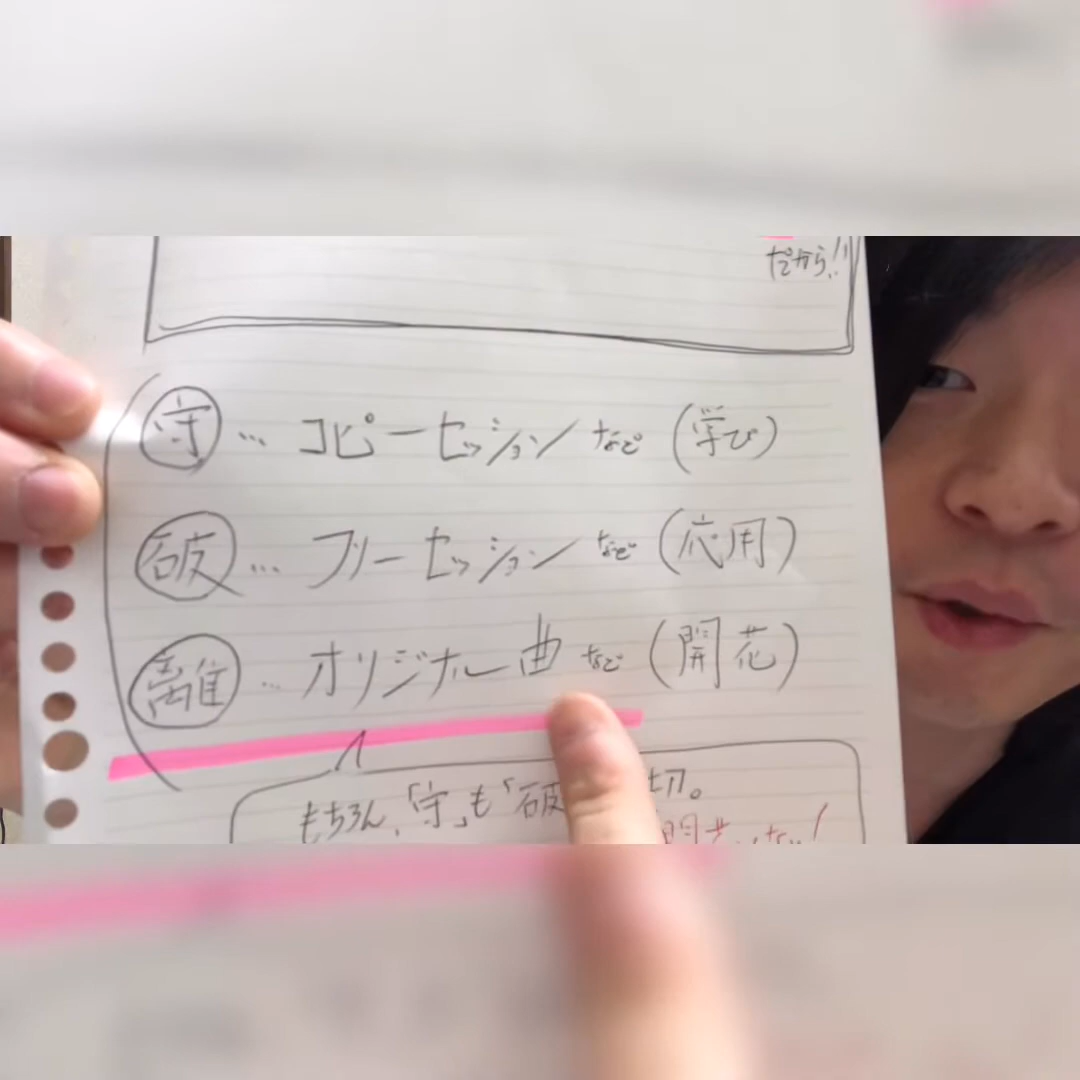 だから!!
守 … コピーセッション など (学び)
破 … フリーセッション など (応用)
離 … オリジナル曲 など (開花)
もちろん、「守」も「破 切。